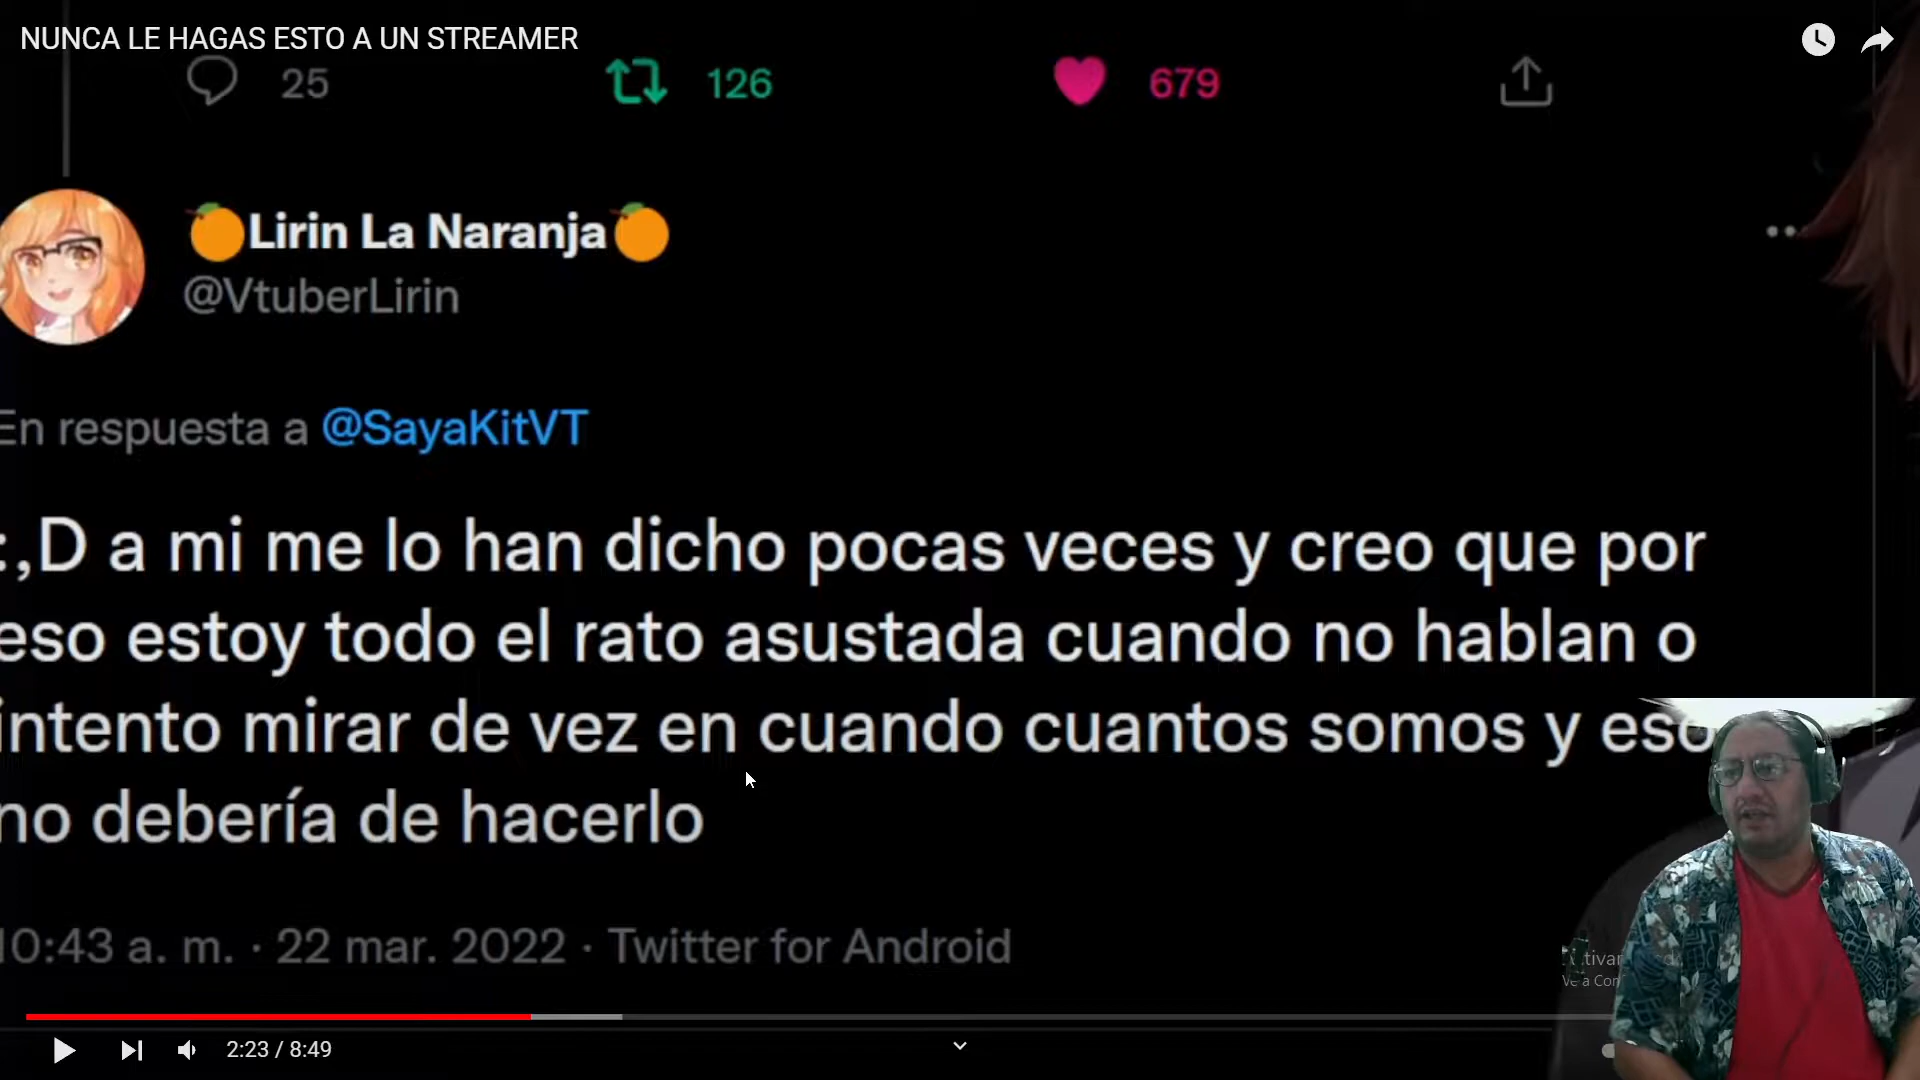 NUNCA LE HAGAS ESTO A UN STREAMER
25 126 679
🍊Lirin La Naranja🍊
@VtuberLirin
En respuesta a @SayaKitVT
:,D a mi me lo han dicho pocas veces y creo que por
eso estoy todo el rato asustada cuando no hablan o
intento mirar de vez en cuando cuantos somos y eso
no debería de hacerlo
10:43 a. m. · 22 mar. 2022 · Twitter for Android
Ve a
2:23 / 8:49